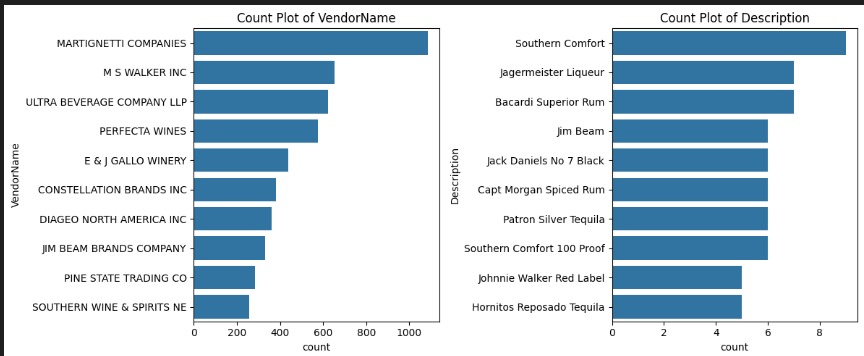 Count Plot of VendorName
VendorName
MARTIGNETTI COMPANIES
M S WALKER INC
ULTRA BEVERAGE COMPANY LLP
PERFECTA WINES
E & J GALLO WINERY
CONSTELLATION BRANDS INC
DIAGEO NORTH AMERICA INC
JIM BEAM BRANDS COMPANY
PINE STATE TRADING CO
SOUTHERN WINE & SPIRITS NE
0 200 400 600 800 1000
count
Count Plot of Description
Description
Southern Comfort
Jagermeister Liqueur
Bacardi Superior Rum
Jim Beam
Jack Daniels No 7 Black
Capt Morgan Spiced Rum
Patron Silver Tequila
Southern Comfort 100 Proof
Johnnie Walker Red Label
Hornitos Reposado Tequila
0 2 4 6 8
count